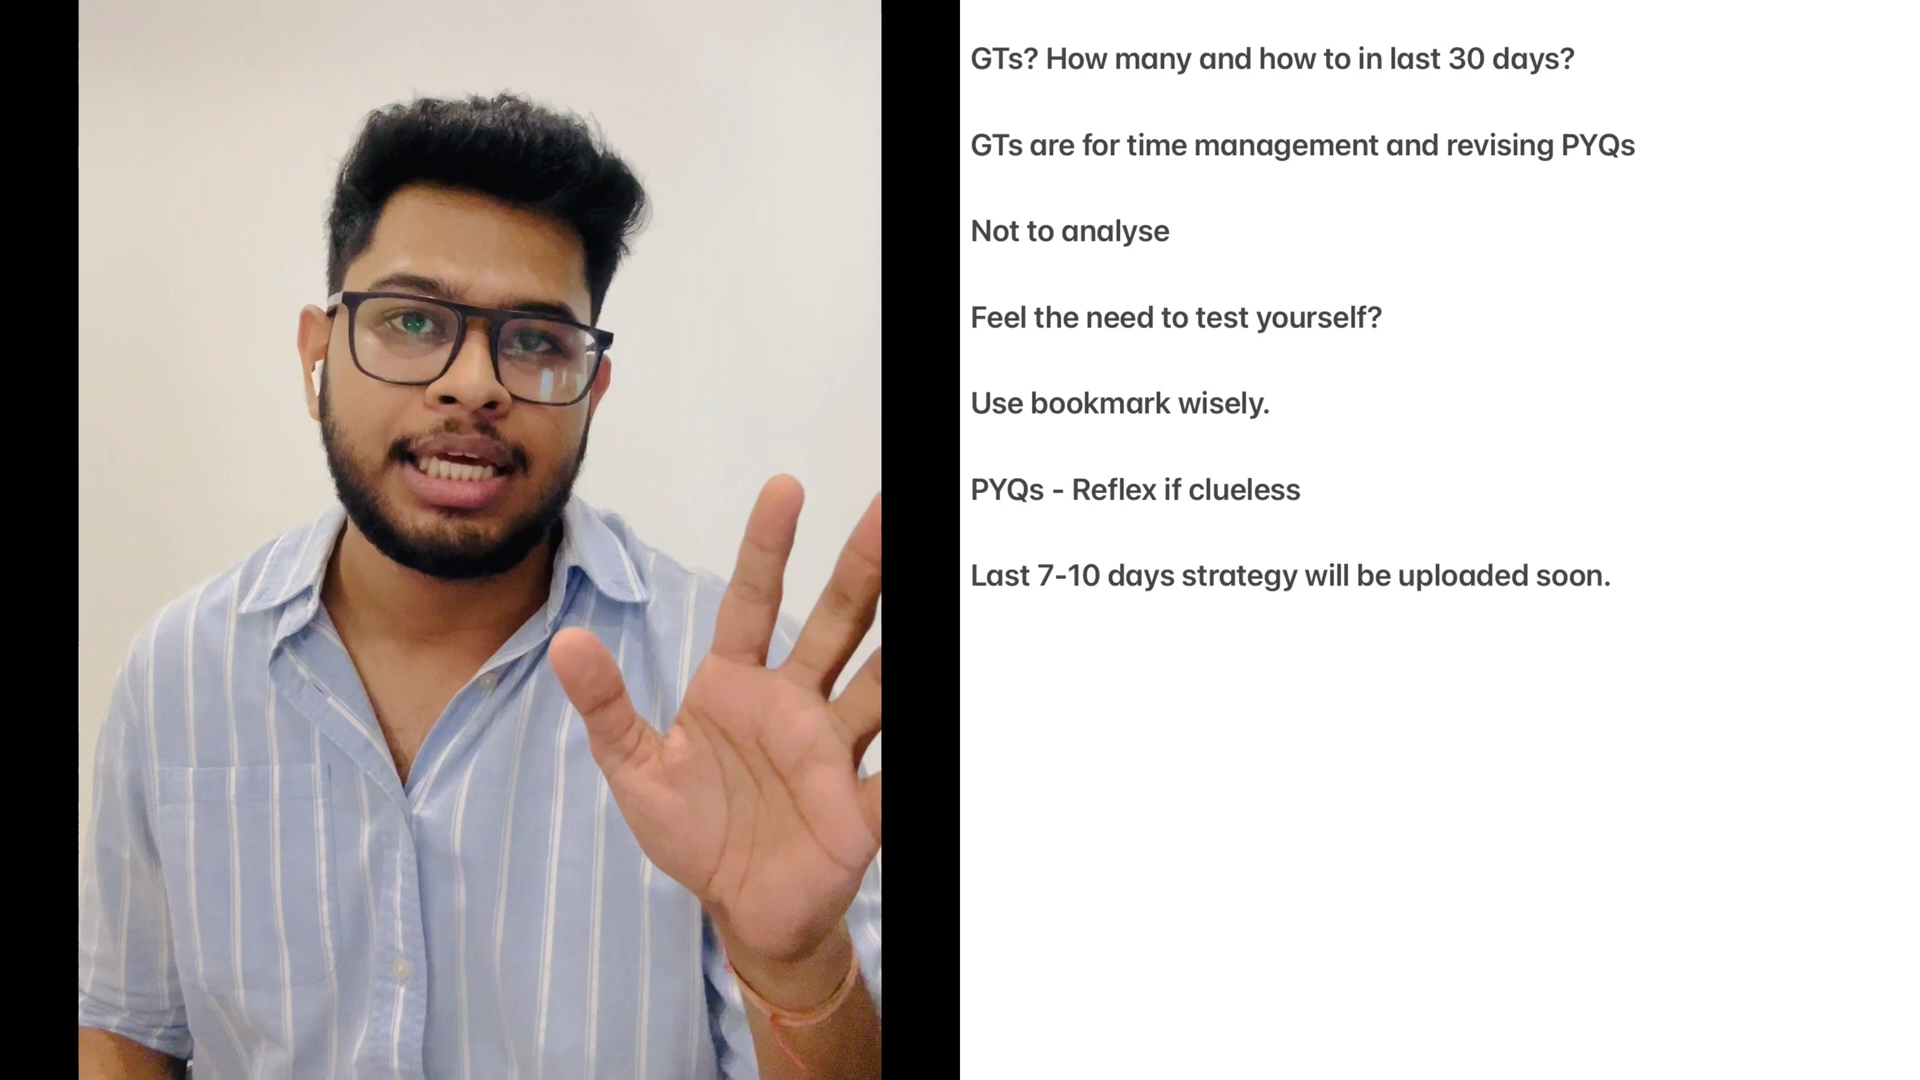 GTs? How many and how to in last 30 days?
GTs are for time management and revising PYQs
Not to analyse
Feel the need to test yourself?
Use bookmark wisely.
PYQs - Reflex if clueless
Last 7-10 days strategy will be uploaded soon.